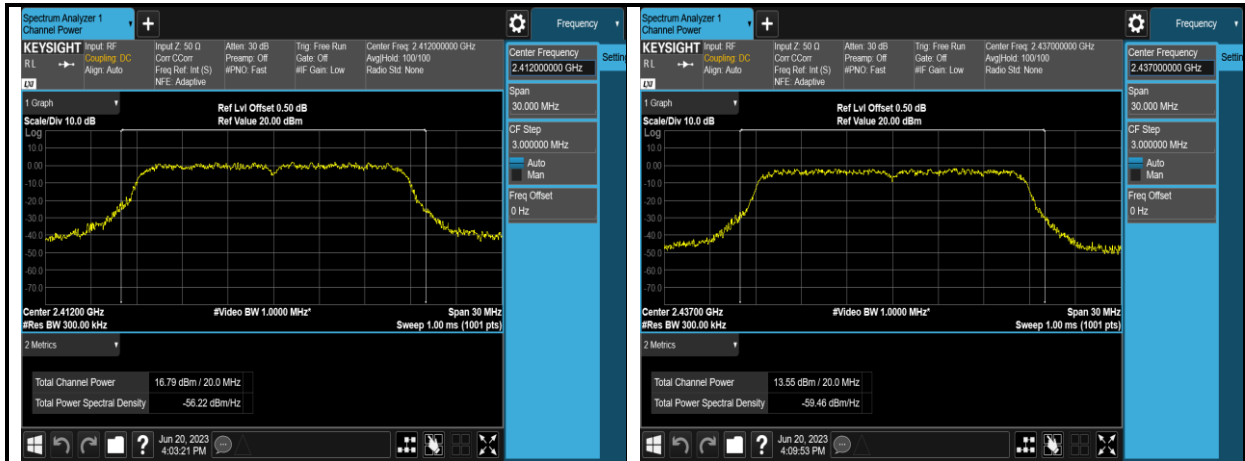 Spectrum Analyzer 1
Channel Power
Frequency
KEYSIGHT Input: RF Input Z: 50 Ω Atten: 30 dB Trig: Free Run Center Freq: 2.412000000 GHz
RL Coupling: DC Corr CCorr Preamp: Off Gate: Off Avg|Hold: 100/100
Align: Auto Freq Ref: Int (S) #PNO: Fast #IF Gain: Low Radio Std: None
LXI NFE: Adaptive
Center Frequency
2.412000000 GHz
Settin
Span
30.000 MHz
CF Step
3.000000 MHz
Auto
Man
Freq Offset
0 Hz
1 Graph
Ref Lvl Offset 0.50 dB
Scale/Div 10.0 dB Ref Value 20.00 dBm
Log
10.0
0.00
-10.0
-20.0
-30.0
-40.0
-50.0
-60.0
-70.0
Center 2.41200 GHz #Video BW 1.0000 MHz* Span 30 MHz
#Res BW 300.00 kHz Sweep 1.00 ms (1001 pts)
2 Metrics
Total Channel Power 16.79 dBm / 20.0 MHz
Total Power Spectral Density -56.22 dBm/Hz
?
Jun 20, 2023
4:03:21 PM
Spectrum Analyzer 1
Channel Power
Frequency
KEYSIGHT Input: RF Input Z: 50 Ω Atten: 30 dB Trig: Free Run Center Freq: 2.437000000 GHz
RL Coupling: DC Corr CCorr Preamp: Off Gate: Off Avg|Hold: 100/100
Align: Auto Freq Ref: Int (S) #PNO: Fast #IF Gain: Low Radio Std: None
LXI NFE: Adaptive
Center Frequency
2.437000000 GHz
Settin
Span
30.000 MHz
CF Step
3.000000 MHz
Auto
Man
Freq Offset
0 Hz
1 Graph
Ref Lvl Offset 0.50 dB
Scale/Div 10.0 dB Ref Value 20.00 dBm
Log
10.0
0.00
-10.0
-20.0
-30.0
-40.0
-50.0
-60.0
-70.0
Center 2.43700 GHz #Video BW 1.0000 MHz* Span 30 MHz
#Res BW 300.00 kHz Sweep 1.00 ms (1001 pts)
2 Metrics
Total Channel Power 13.55 dBm / 20.0 MHz
Total Power Spectral Density -59.46 dBm/Hz
?
Jun 20, 2023
4:09:53 PM